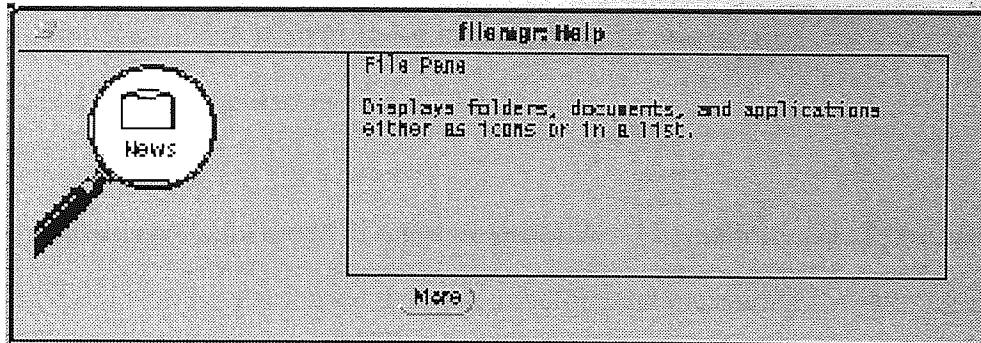 filemgr: Help
File Pane
Displays folders, documents, and applications
either as icons or in a list.
News
More